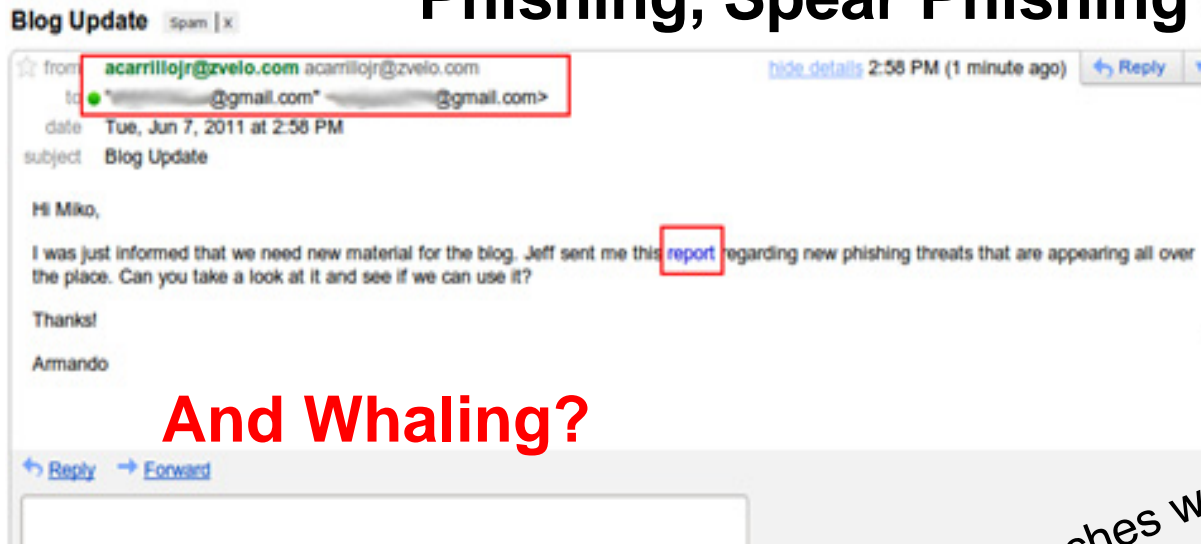 Phishing, Spear Phishing
Blog Update Spam | x
from acarrillojr@zvelo.com acarrillojr@zvelo.com hide details 2:58 PM (1 minute ago) Reply
to " @gmail.com" @gmail.com>
date Tue, Jun 7, 2011 at 2:58 PM
subject Blog Update
Hi Miko,
I was just informed that we need new material for the blog. Jeff sent me this report regarding new phishing threats that are appearing all over
the place. Can you take a look at it and see if we can use it?
Thanks!
Armando
And Whaling?
Reply Forward